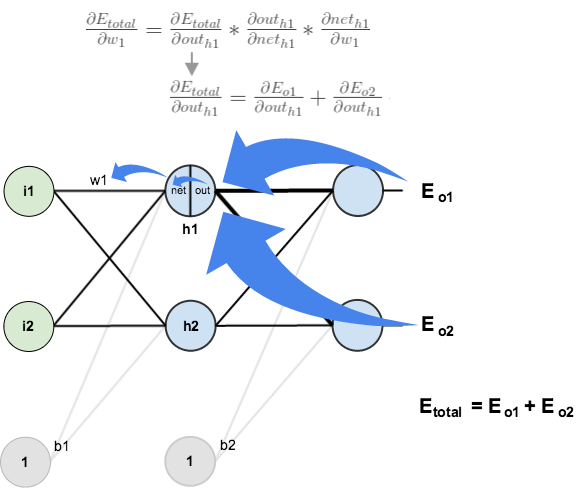 ∂E_total/∂w_1 = ∂E_total/∂out_h1 * ∂out_h1/∂net_h1 * ∂net_h1/∂w_1
∂E_total/∂out_h1 = ∂E_o1/∂out_h1 + ∂E_o2/∂out_h1
i1 w1 net out E o1
h1
i2 h2 E o2
E total = E o1 + E o2
b1 b2
1 1